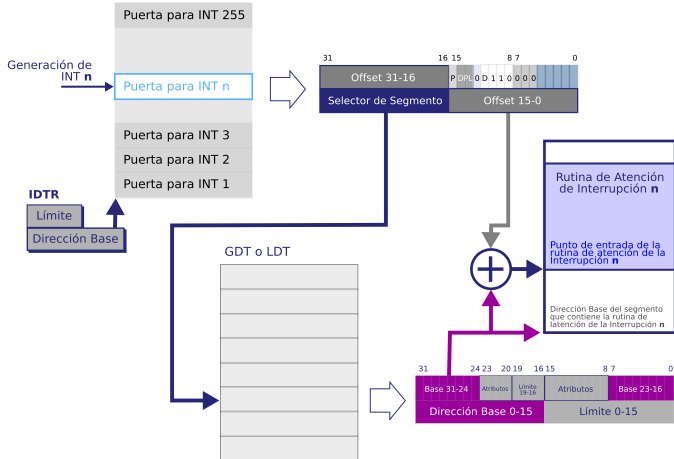 Puerta para INT 255
Generación de
INT n
Puerta para INT n
Puerta para INT 3
Puerta para INT 2
Puerta para INT 1
IDTR
Límite
Dirección Base
31 16 15 8 7 0
Offset 31-16 P DPL 0 D 1 1 0 0 0 0
Selector de Segmento Offset 15-0
Rutina de Atención
de Interrupción n
Punto de entrada de la
rutina de atención de la
Interrupción n
Dirección Base del segmento
que contiene la rutina de
latención de la Interrupción n
GDT o LDT
31 24 23 20 19 16 15 8 7 0
Base 31-24 Atributos Límite
19-16 Atributos Base 23-16
Dirección Base 0-15 Límite 0-15